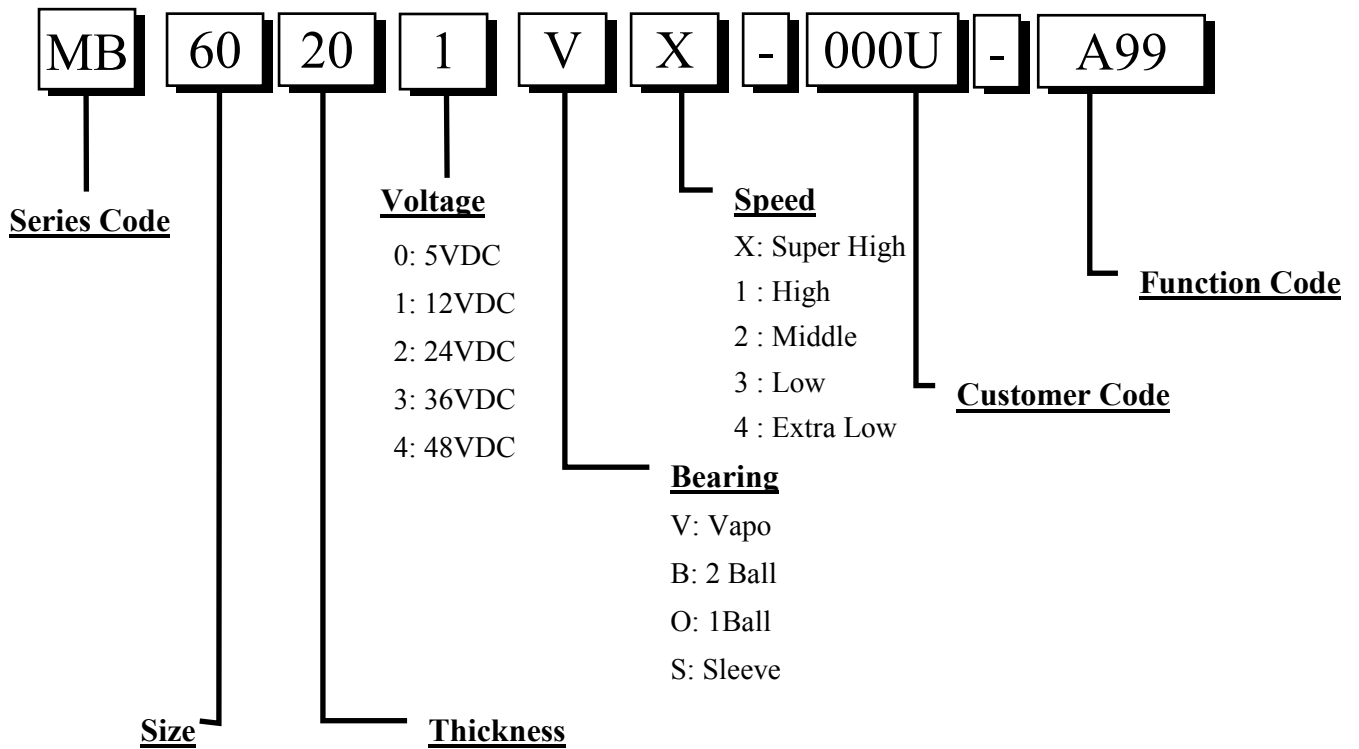 MB 60 20 1 V X - 000U - A99
Series Code
Voltage
0: 5VDC
1: 12VDC
2: 24VDC
3: 36VDC
4: 48VDC
Speed
X: Super High
1 : High
2 : Middle
3 : Low
4 : Extra Low
Function Code
Customer Code
Bearing
V: Vapo
B: 2 Ball
O: 1Ball
S: Sleeve
Size
Thickness